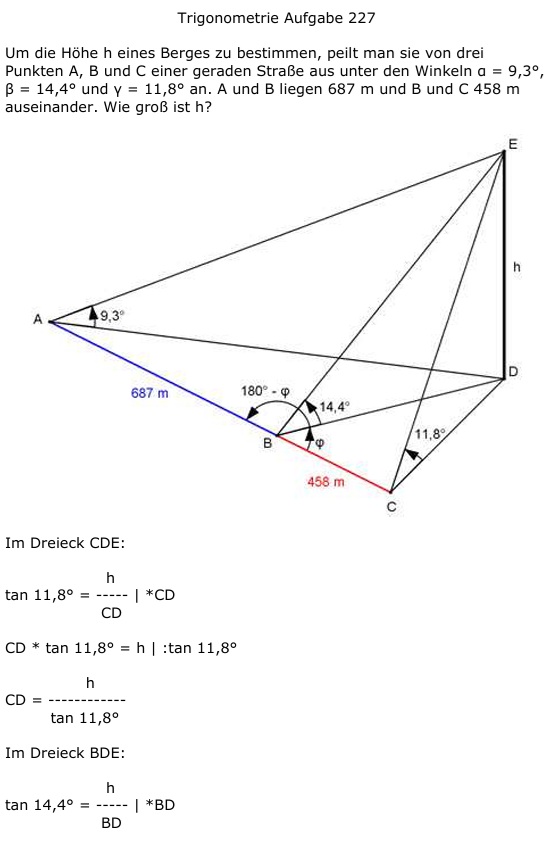 Trigonometrie Aufgabe 227
Um die Höhe h eines Berges zu bestimmen, peilt man sie von drei
Punkten A, B und C einer geraden Straße aus unter den Winkeln α = 9,3°,
β = 14,4° und γ = 11,8° an. A und B liegen 687 m und B und C 458 m
auseinander. Wie groß ist h?
E
h
A
9,3°
D
687 m
180° - φ
14,4°
B
φ
11,8°
458 m
C
Im Dreieck CDE:
h
tan 11,8° = ----- | *CD
CD
CD * tan 11,8° = h | :tan 11,8°
h
CD = ------------
tan 11,8°
Im Dreieck BDE:
h
tan 14,4° = ----- | *BD
BD